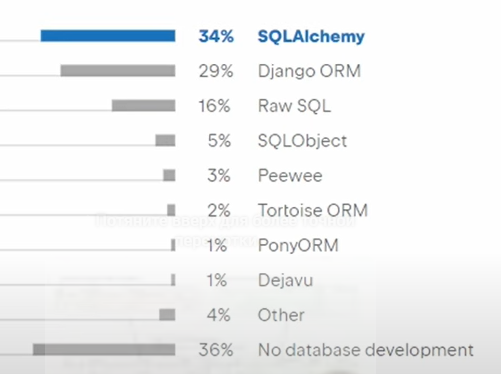 34% SQLAlchemy
29% Django ORM
16% Raw SQL
5% SQLObject
3% Peewee
2% Tortoise ORM
1% PonyORM
1% Dejavu
4% Other
36% No database development